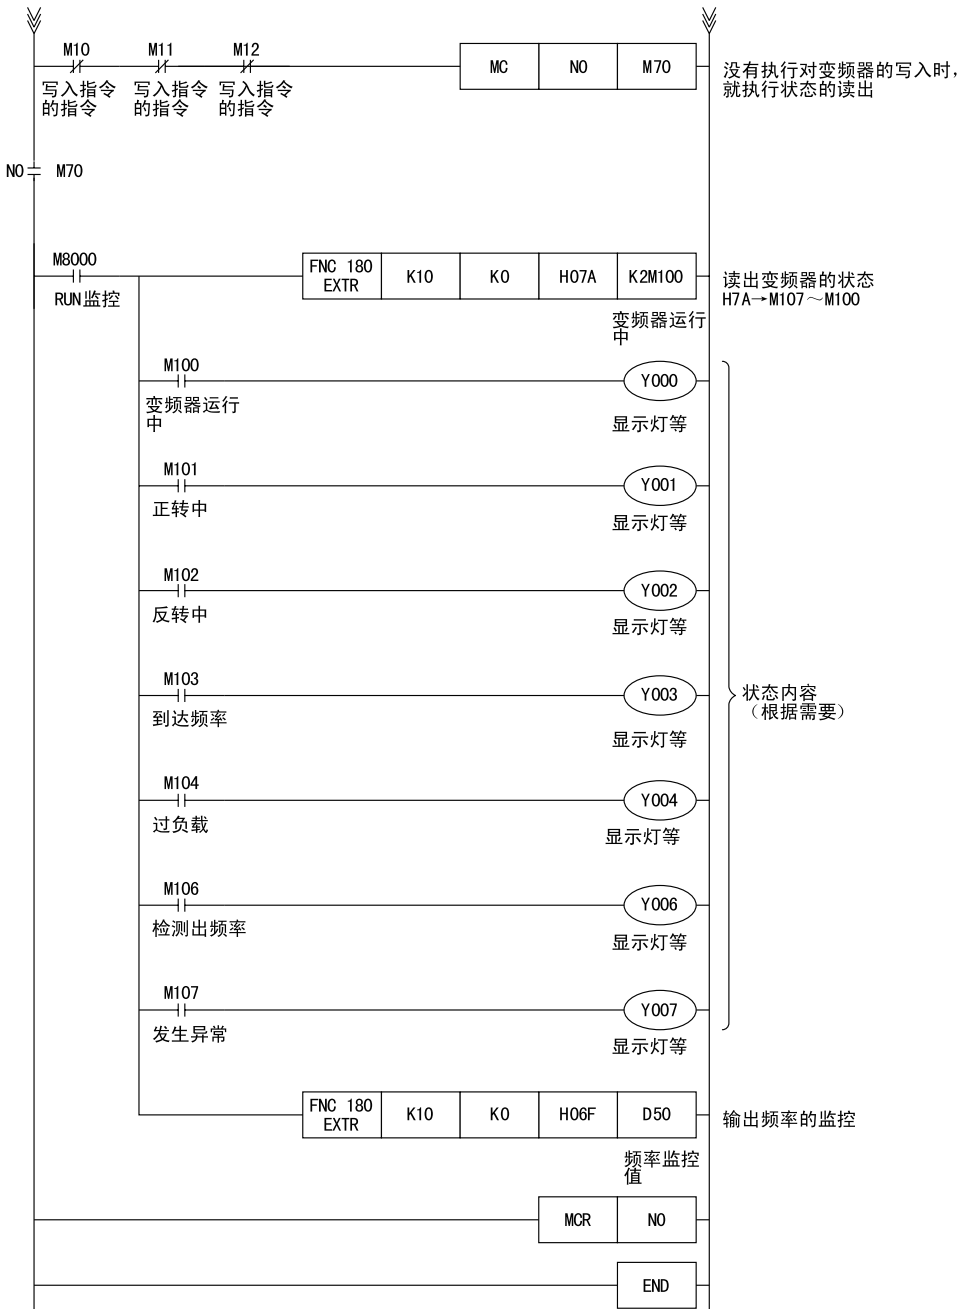 M10 M11 M12
MC N0 M70
没有执行对变频器的写入时，
就执行状态的读出
写入指令 写入指令 写入指令
的指令 的指令 的指令
N0 M70
M8000
RUN监控
FNC 180 K10 K0 H07A K2M100
EXTR
读出变频器的状态
H7A→M107～M100
变频器运行
中
M100
Y000
变频器运行
中
显示灯等
M101
Y001
正转中
显示灯等
M102
Y002
反转中
显示灯等
M103
Y003
到达频率
显示灯等
状态内容
（根据需要）
M104
Y004
过负载
显示灯等
M106
Y006
检测出频率
显示灯等
M107
Y007
发生异常
显示灯等
FNC 180 K10 K0 H06F D50
EXTR
输出频率的监控
频率监控
值
MCR N0
END